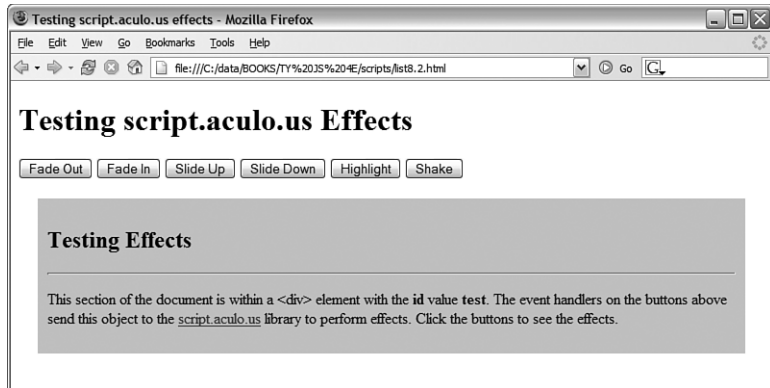 Testing script.aculo.us effects - Mozilla Firefox
File Edit View Go Bookmarks Tools Help
file:///C:/data/BOOKS/TY%20JS%204E/scripts/list8.2.html Go G
Testing script.aculo.us Effects
Fade Out Fade In Slide Up Slide Down Highlight Shake
Testing Effects
This section of the document is within a <div> element with the id value test. The event handlers on the buttons above
send this object to the script.aculo.us library to perform effects. Click the buttons to see the effects.